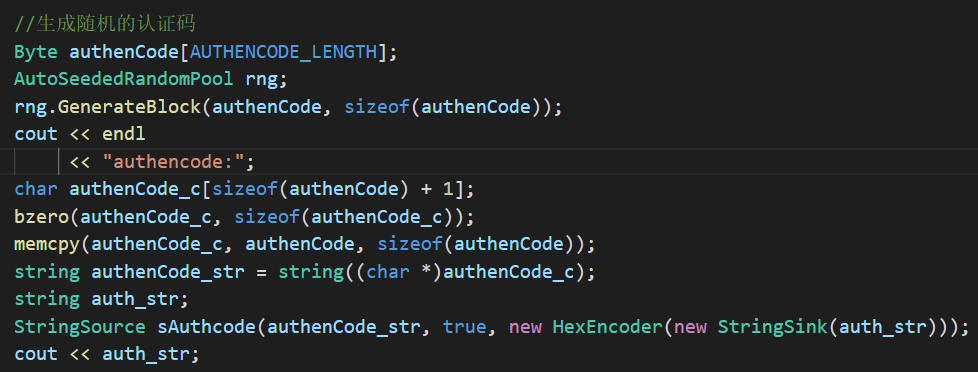 //生成随机的认证码
Byte authenCode[AUTHENCODE_LENGTH];
AutoSeededRandomPool rng;
rng.GenerateBlock(authenCode, sizeof(authenCode));
cout << endl
     << "authencode:";
char authenCode_c[sizeof(authenCode) + 1];
bzero(authenCode_c, sizeof(authenCode_c));
memcpy(authenCode_c, authenCode, sizeof(authenCode));
string authenCode_str = string((char *)authenCode_c);
string auth_str;
StringSource sAuthcode(authenCode_str, true, new HexEncoder(new StringSink(auth_str)));
cout << auth_str;